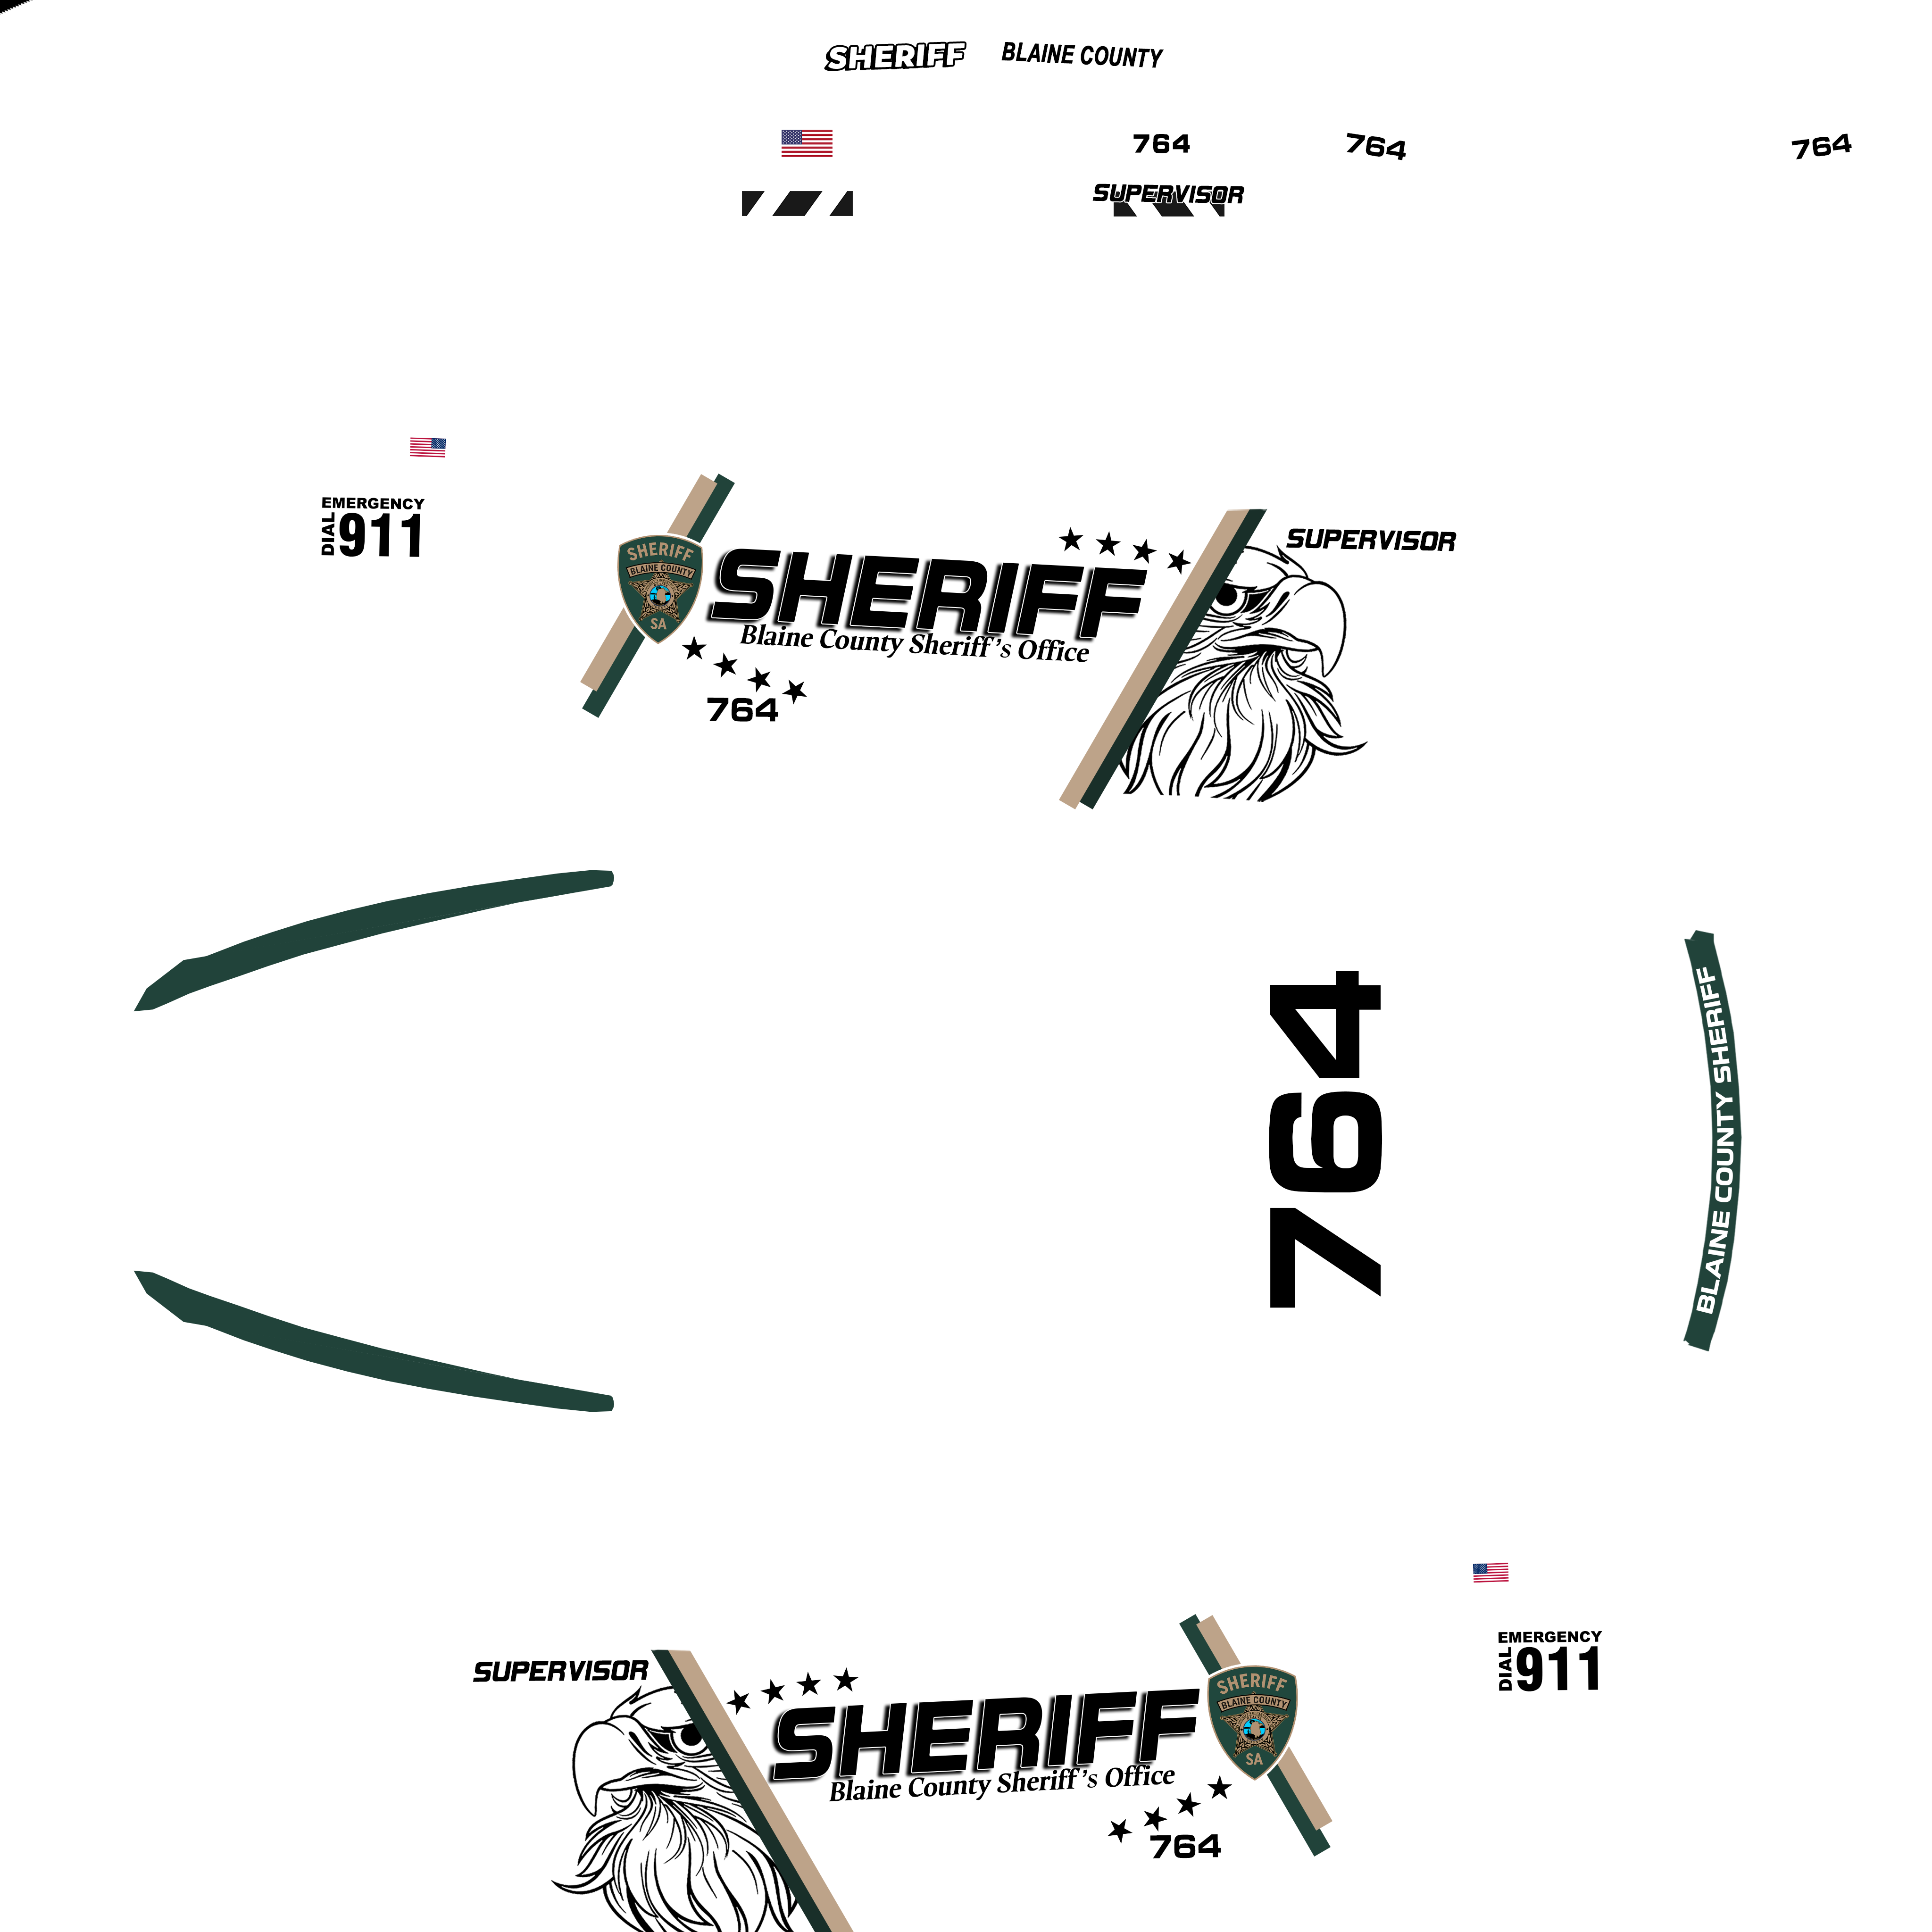 SHERIFF BLAINE COUNTY
764 764 764
SUPERVISOR
EMERGENCY
DIAL 911
SUPERVISOR
SHERIFF
BLAINE COUNTY
SA
SHERIFF
Blaine County Sheriff's Office
764
764
BLAINE COUNTY SHERIFF
EMERGENCY
DIAL 911
SUPERVISOR
SHERIFF
Blaine County Sheriff's Office
SHERIFF
BLAINE COUNTY
SA
764